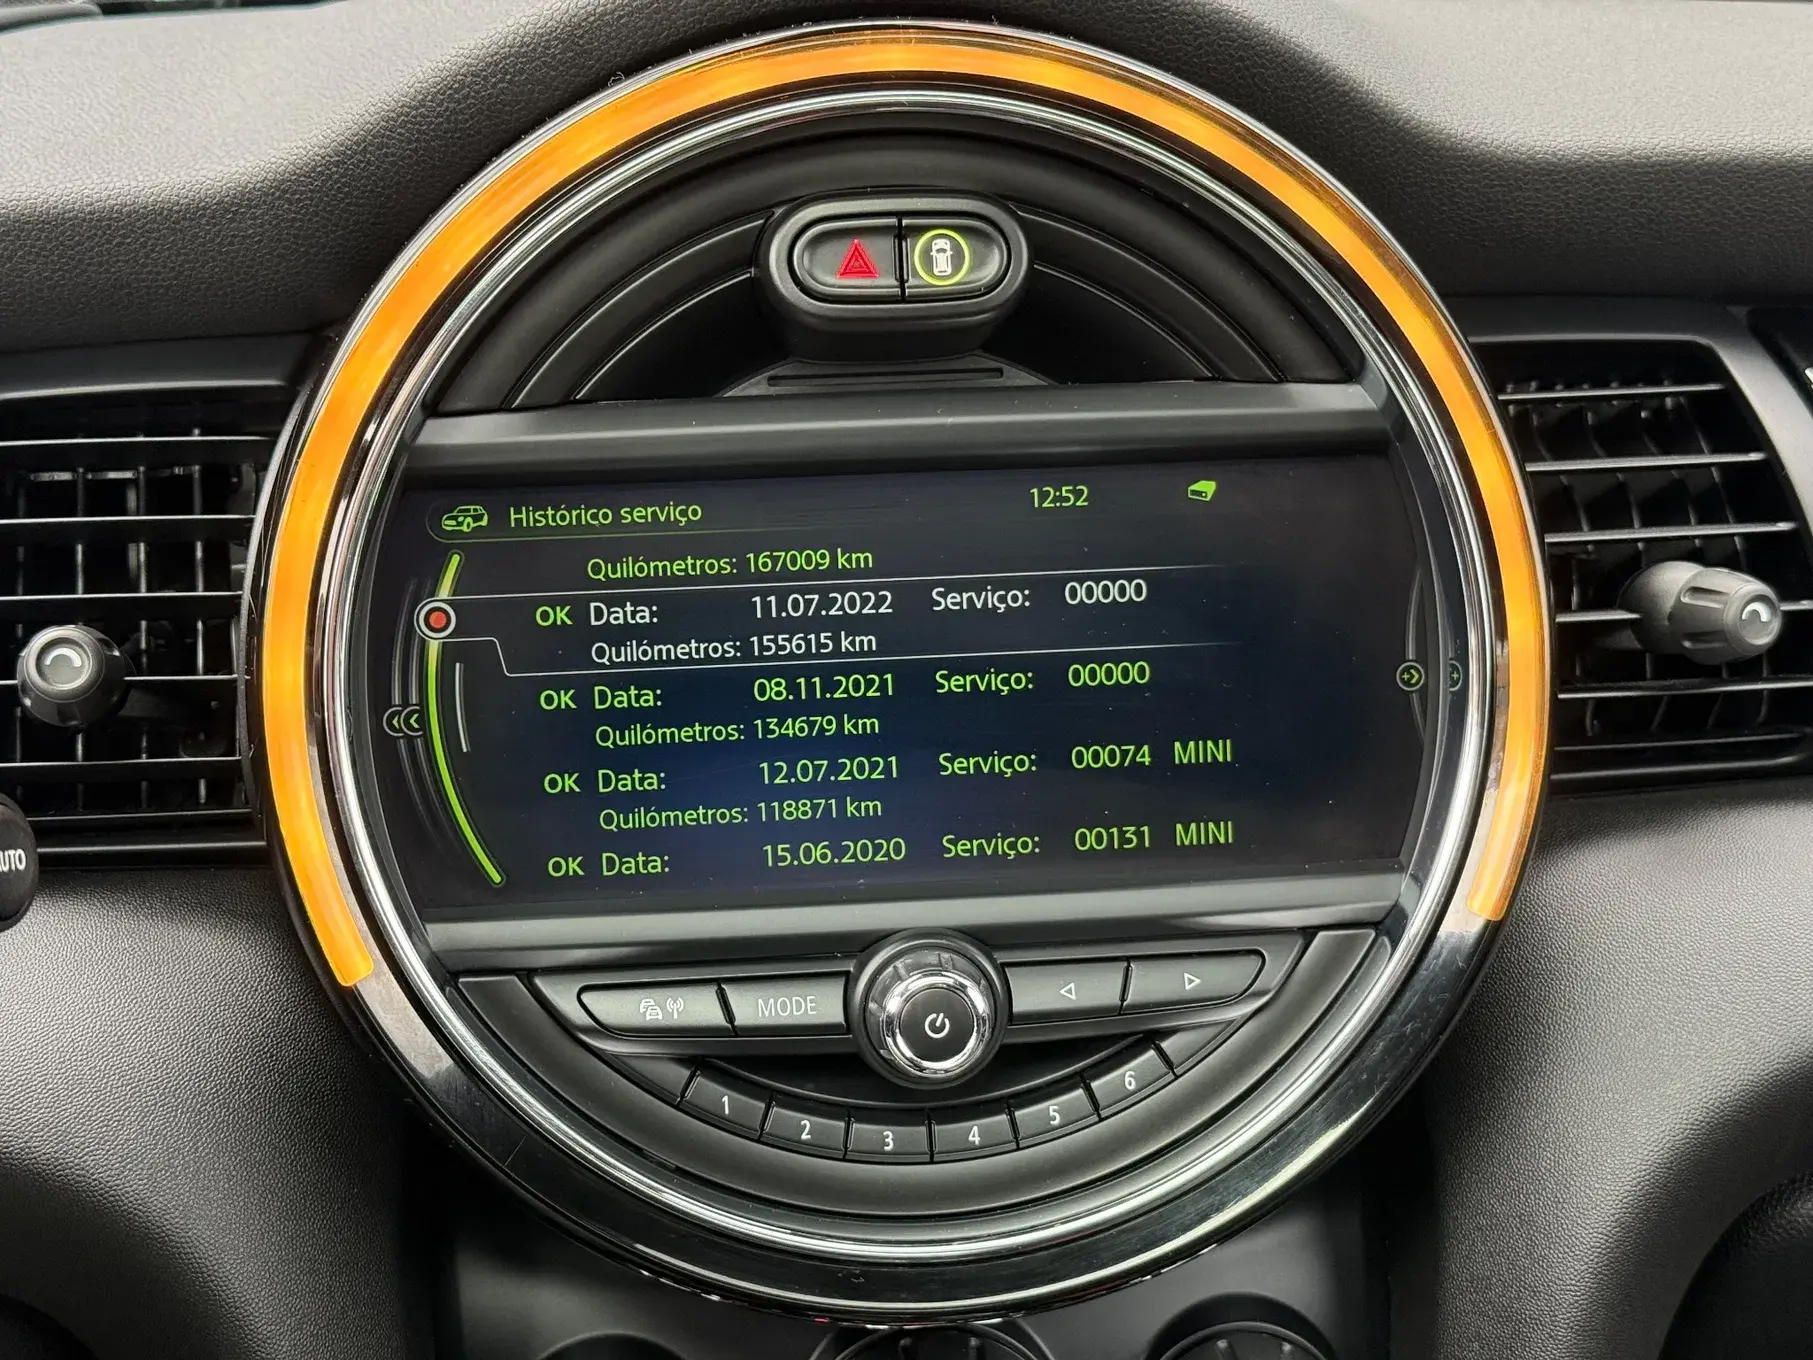 Histórico serviço 12:52
Quilómetros: 167009 km
OK Data: 11.07.2022 Serviço: 00000
Quilómetros: 155615 km
OK Data: 08.11.2021 Serviço: 00000
Quilómetros: 134679 km
OK Data: 12.07.2021 Serviço: 00074 MINI
Quilómetros: 118871 km
OK Data: 15.06.2020 Serviço: 00131 MINI
AUTO
MODE
1 2 3 4 5 6